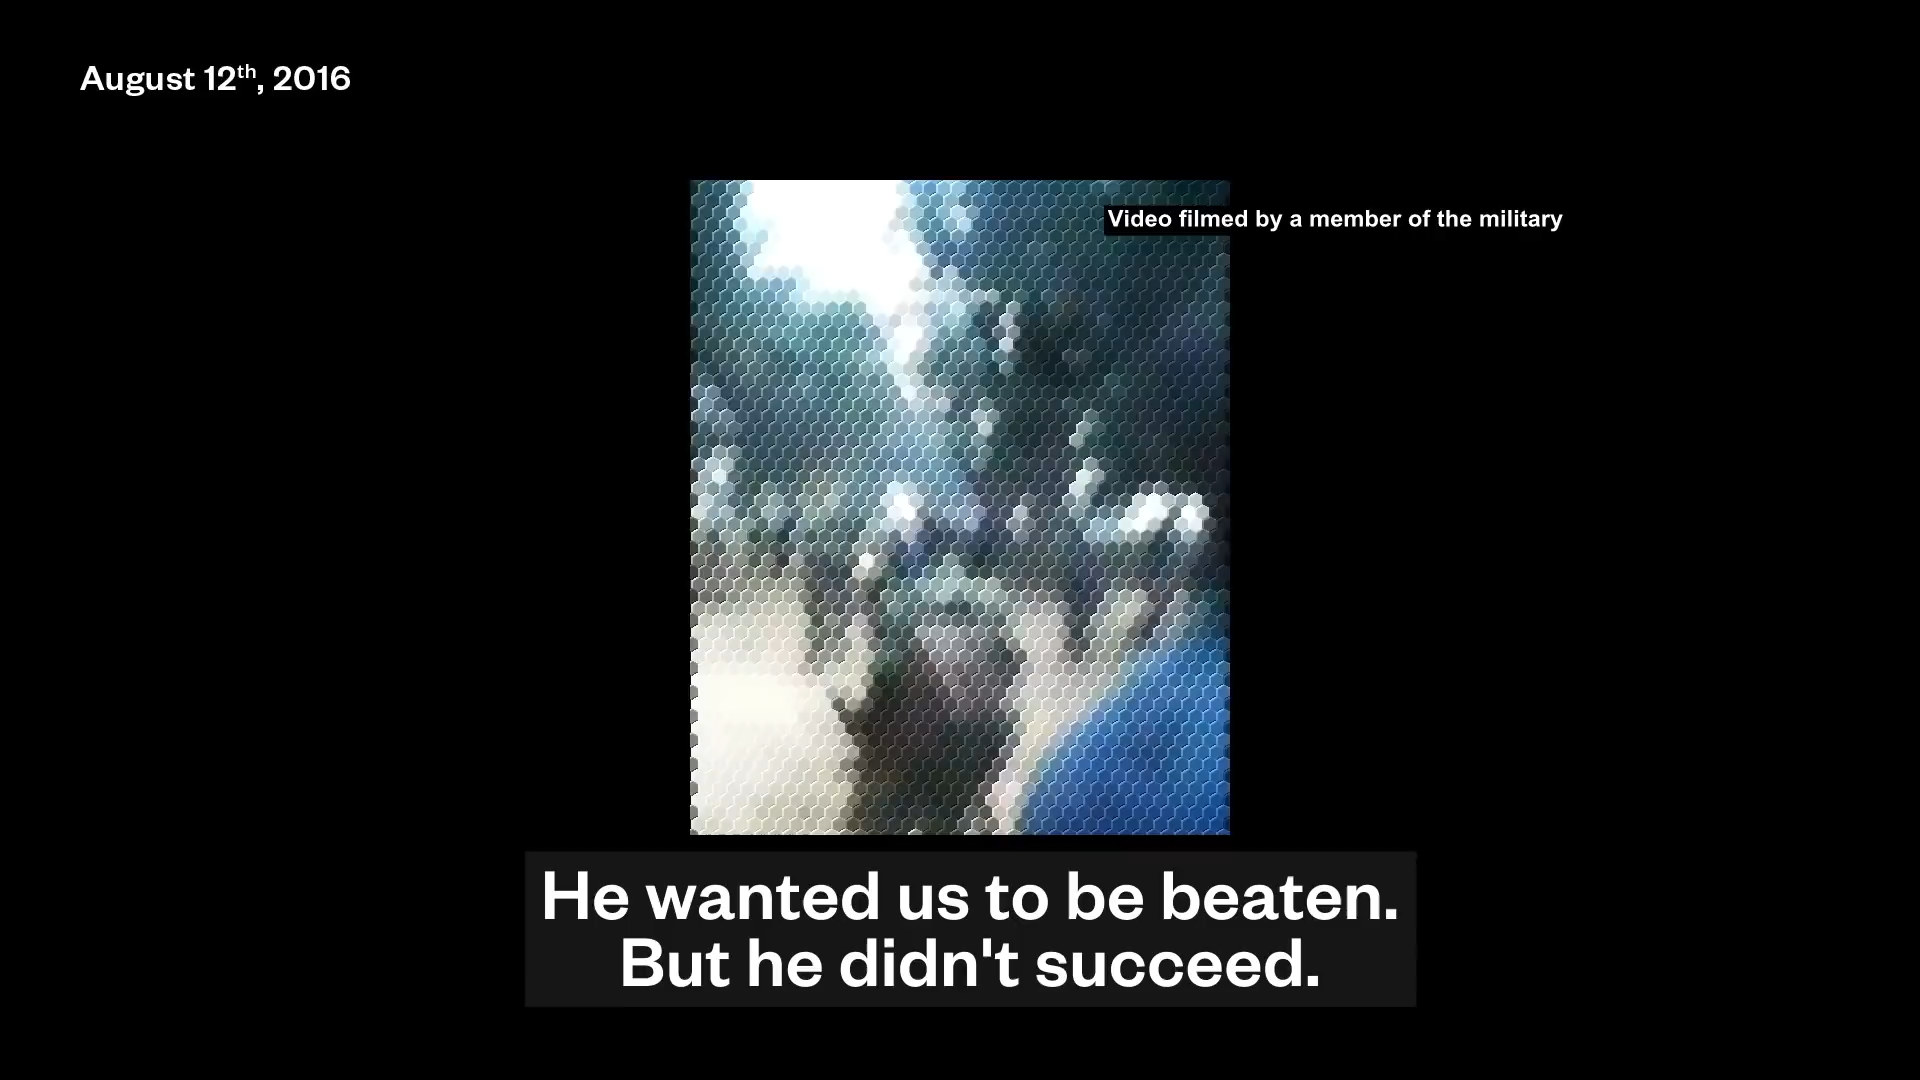 August 12th, 2016
Video filmed by a member of the military
He wanted us to be beaten.
But he didn't succeed.